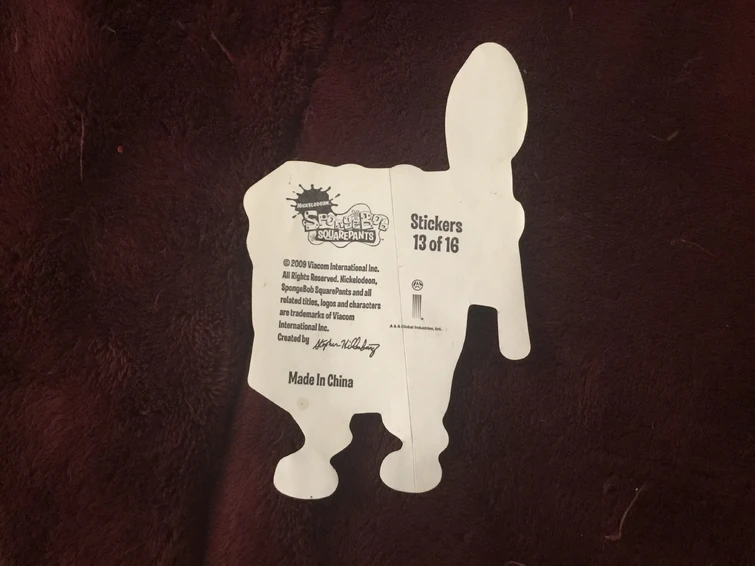 NICKELODEON
SPONGEBOB
SQUAREPANTS
Stickers
13 of 16
© 2009 Viacom International Inc.
All Rights Reserved. Nickelodeon,
SpongeBob SquarePants and all
related titles, logos and characters
are trademarks of Viacom
International Inc.
Created by Stephen Hillenburg
Made In China
A & A Global Industries, Inc.